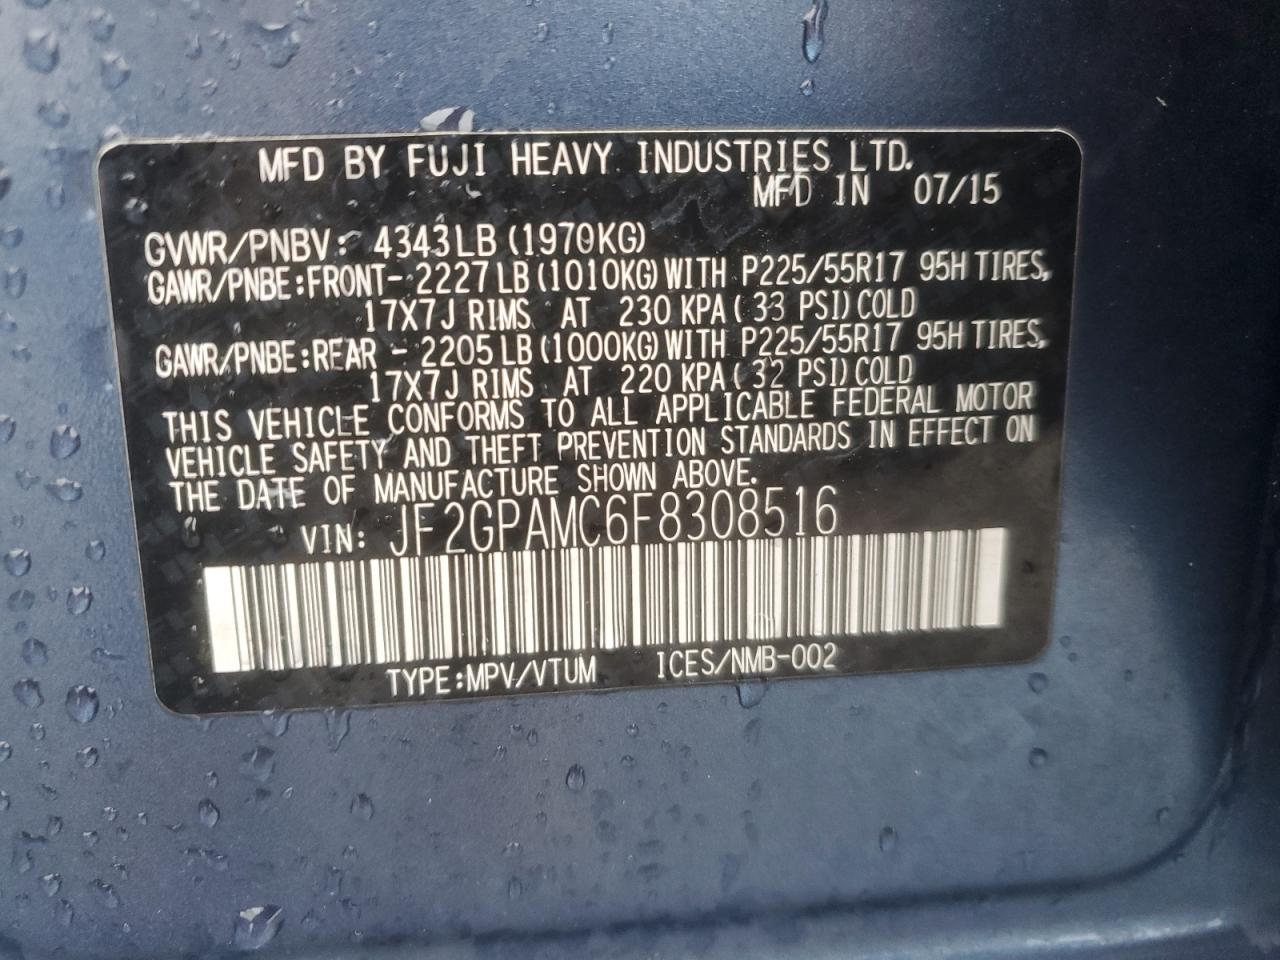 MFD BY FUJI HEAVY INDUSTRIES LTD.
MFD IN 07/15
GVWR/PNBV: 4343LB (1970KG)
GAWR/PNBE:FRONT- 2227LB (1010KG) WITH P225/55R17 95H TIRES,
17X7J RIMS AT 230 KPA( 33 PSI) COLD
GAWR/PNBE:REAR - 2205LB (1000KG) WITH P225/55R17 95H TIRES,
17X7J RIMS AT 220 KPA( 32 PSI) COLD
THIS VEHICLE CONFORMS TO ALL APPLICABLE FEDERAL MOTOR
VEHICLE SAFETY AND THEFT PREVENTION STANDARDS IN EFFECT ON
THE DATE OF MANUFACTURE SHOWN ABOVE.
VIN: JF2GPAMC6F8308516
TYPE:MPV/VTUM ICES/NMB-002